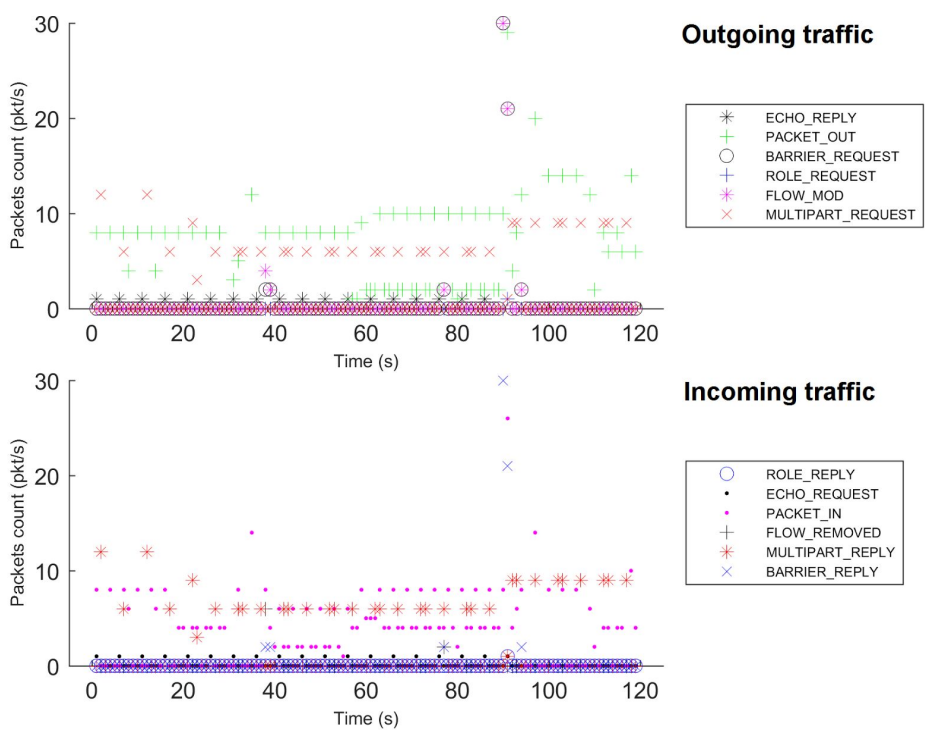 Outgoing traffic
Packets count (pkt/s)
30
20
10
0
0 20 40 60 80 100 120
Time (s)
ECHO_REPLY
PACKET_OUT
BARRIER_REQUEST
ROLE_REQUEST
FLOW_MOD
MULTIPART_REQUEST
Incoming traffic
Packets count (pkt/s)
30
20
10
0
0 20 40 60 80 100 120
Time (s)
ROLE_REPLY
ECHO_REQUEST
PACKET_IN
FLOW_REMOVED
MULTIPART_REPLY
BARRIER_REPLY